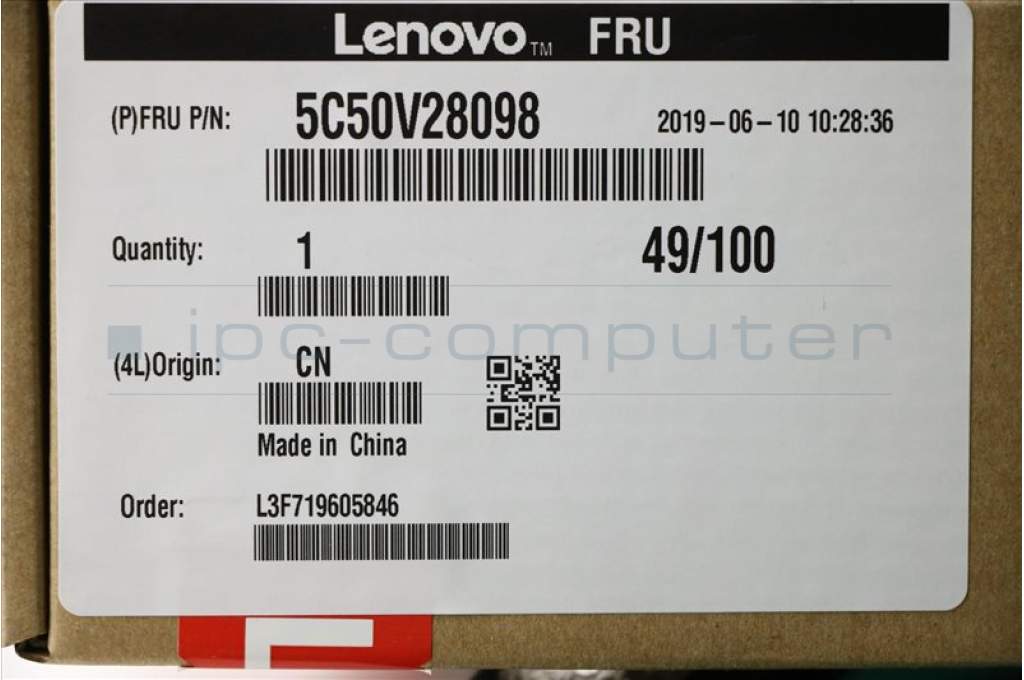 Lenovo™ FRU
(P)FRU P/N: 5C50V28098 2019-06-10 10:28:36
Quantity: 1 49/100
ipc-computer
(4L)Origin: CN
Made in China
Order: L3F719605846